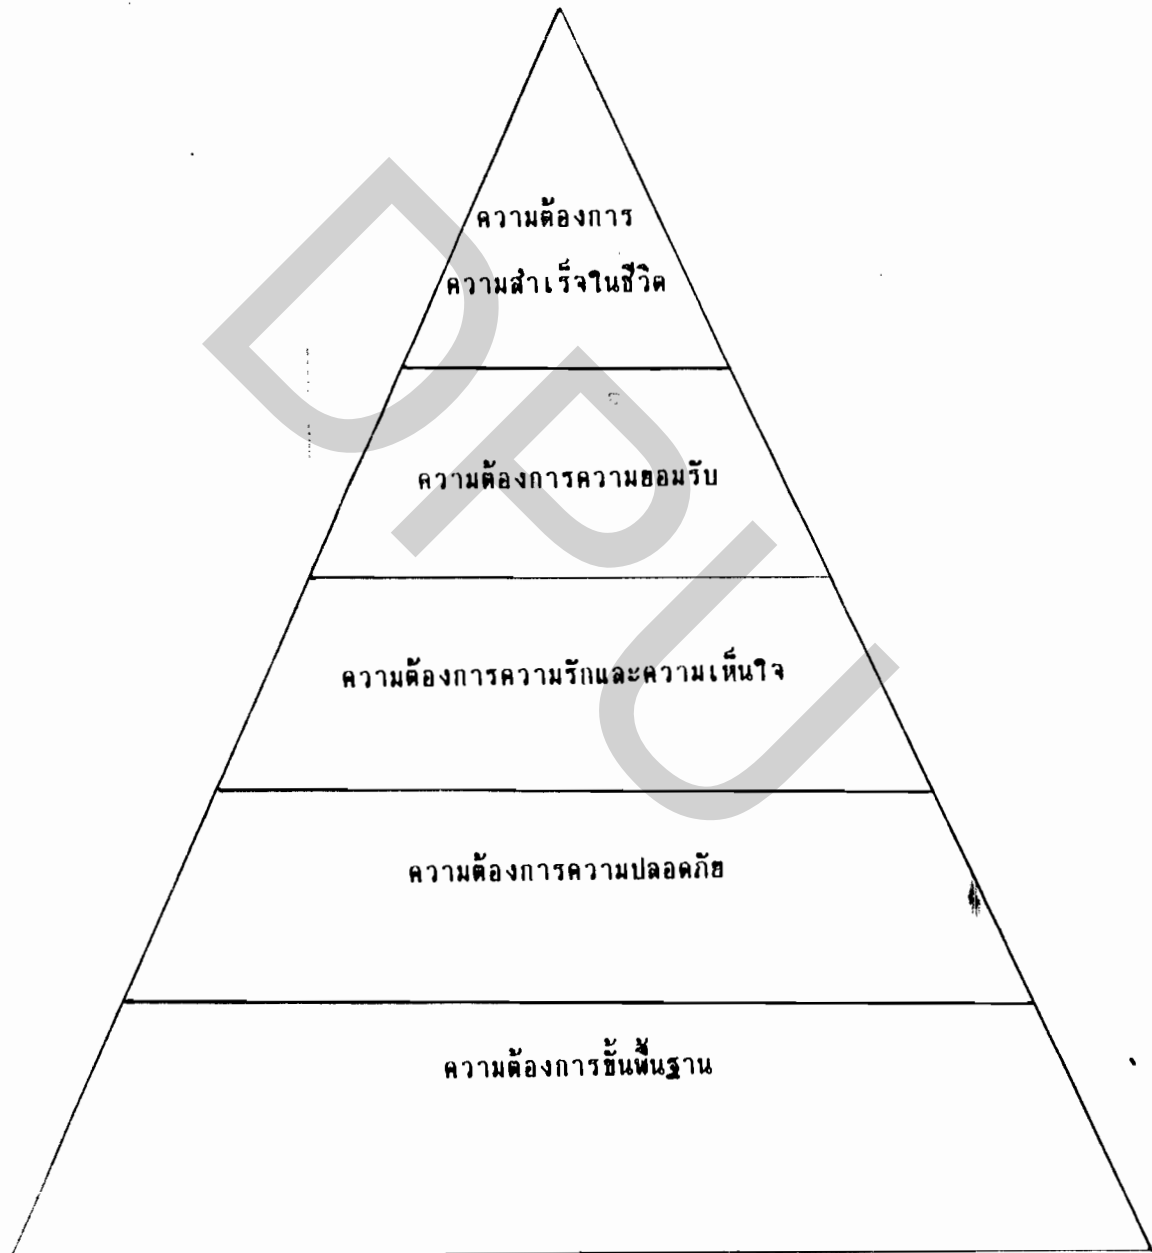 ความต้องการ
ความสำเร็จในชีวิต
ความต้องการความยอมรับ
ความต้องการความรักและความเห็นใจ
ความต้องการความปลอดภัย
ความต้องการขั้นพื้นฐาน
DPU